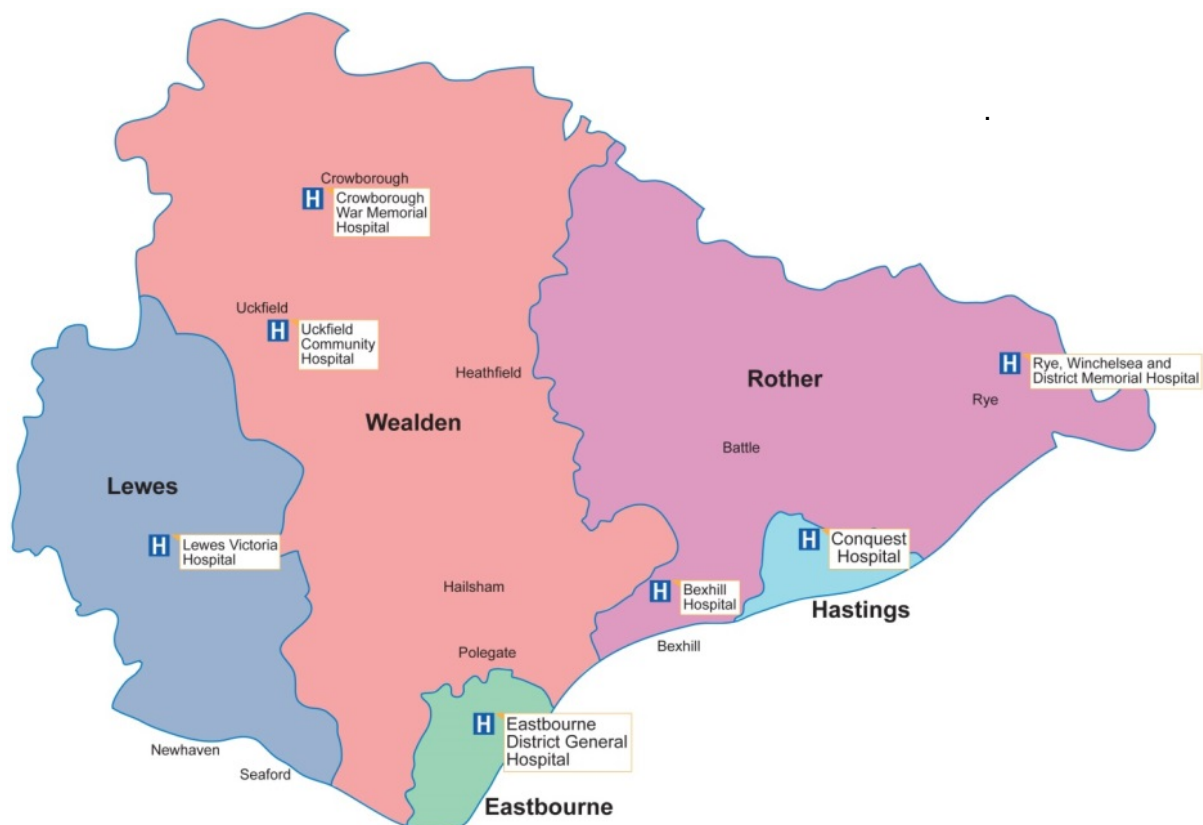 Crowborough
H
Crowborough
War Memorial
Hospital
Uckfield
H
Uckfield
Community
Hospital
Heathfield
Wealden
Rother
H
Rye, Winchelsea and
District Memorial Hospital
Rye
Battle
Lewes
H
Lewes Victoria
Hospital
H
Conquest
Hospital
Hastings
Hailsham
H
Bexhill
Hospital
Bexhill
Polegate
H
Eastbourne
District General
Hospital
Eastbourne
Newhaven
Seaford